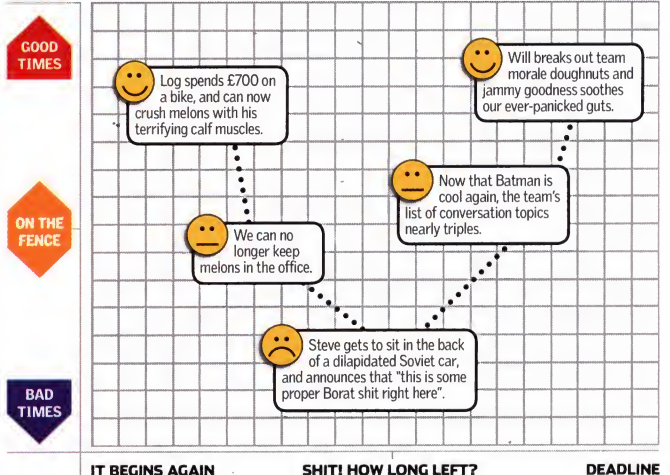 GOOD
TIMES
Log spends £700 on
a bike, and can now
crush melons with his
terrifying calf muscles.
Will breaks out team
morale doughnuts and
jammy goodness soothes
our ever-panicked guts.
ON THE
FENCE
We can no
longer keep
melons in the office.
Now that Batman is
cool again, the team's
list of conversation topics
nearly triples.
BAD
TIMES
Steve gets to sit in the back
of a dilapidated Soviet car,
and announces that "this is some
proper Borat shit right here".
IT BEGINS AGAIN
SHIT! HOW LONG LEFT?
DEADLINE